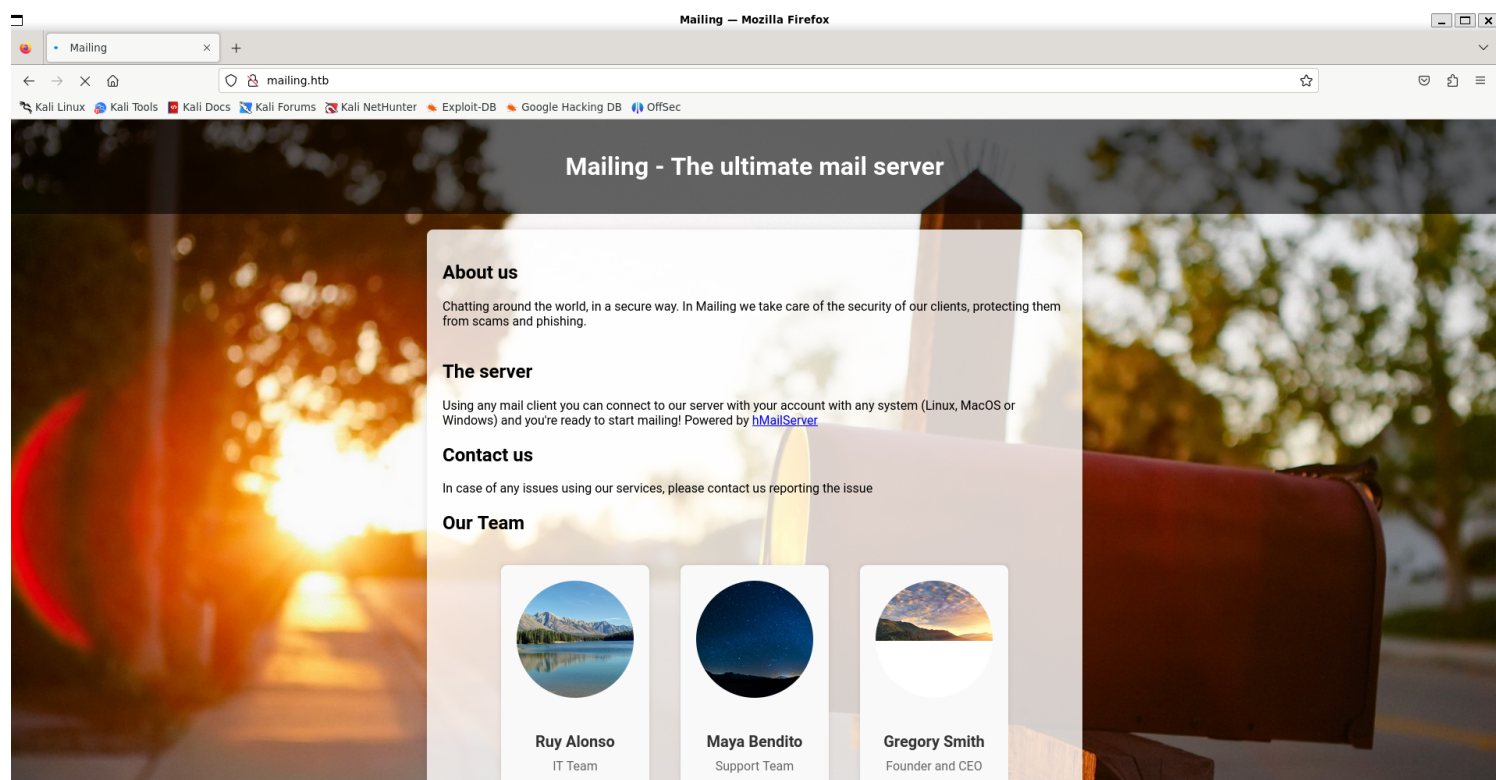 Mailing — Mozilla Firefox
Mailing
mailing.htb
Kali Linux Kali Tools Kali Docs Kali Forums Kali NetHunter Exploit-DB Google Hacking DB OffSec
Mailing - The ultimate mail server
About us
Chatting around the world, in a secure way. In Mailing we take care of the security of our clients, protecting them
from scams and phishing.
The server
Using any mail client you can connect to our server with your account with any system (Linux, MacOS or
Windows) and you're ready to start mailing! Powered by hMailServer
Contact us
In case of any issues using our services, please contact us reporting the issue
Our Team
Ruy Alonso
IT Team
Maya Bendito
Support Team
Gregory Smith
Founder and CEO